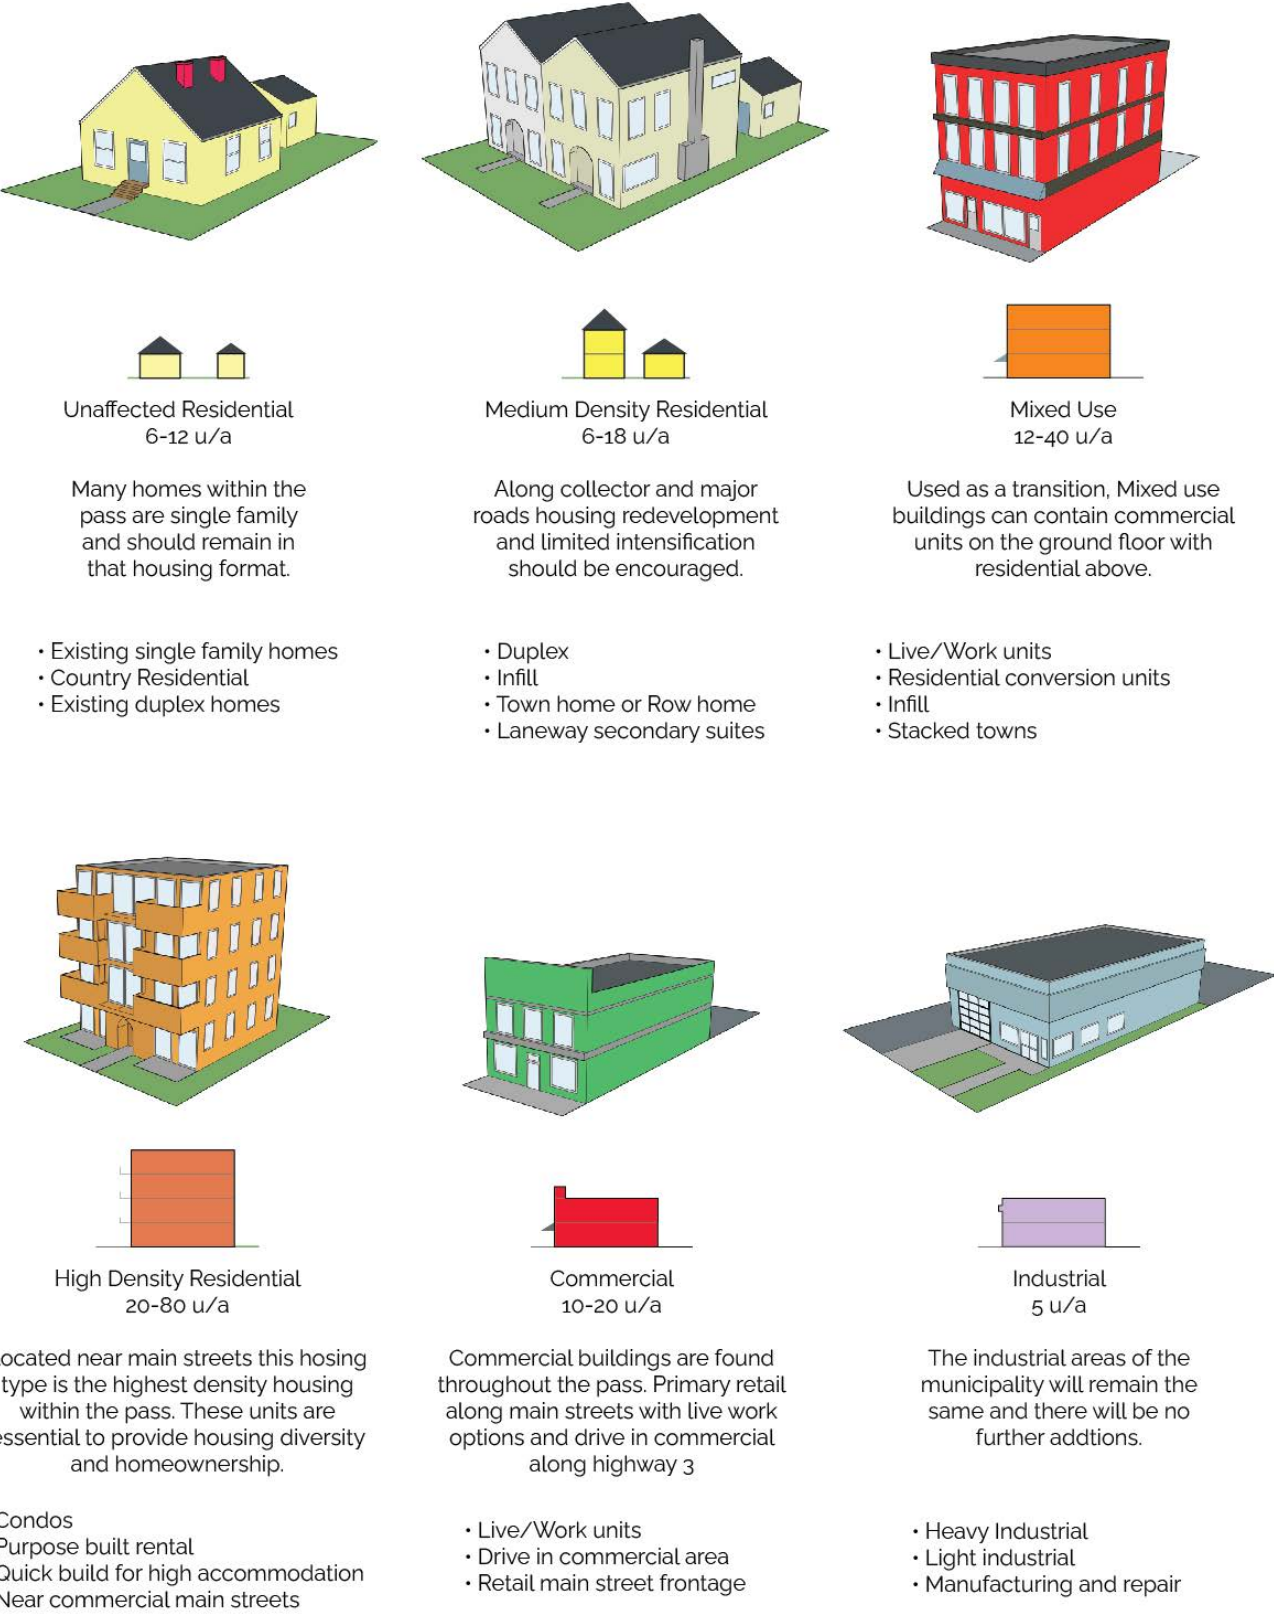 Unaffected Residential
6-12 u/a
Many homes within the
pass are single family
and should remain in
that housing format.
• Existing single family homes
• Country Residential
• Existing duplex homes
Medium Density Residential
6-18 u/a
Along collector and major
roads housing redevelopment
and limited intensification
should be encouraged.
• Duplex
• Infill
• Town home or Row home
• Laneway secondary suites
Mixed Use
12-40 u/a
Used as a transition, Mixed use
buildings can contain commercial
units on the ground floor with
residential above.
• Live/Work units
• Residential conversion units
• Infill
• Stacked towns
High Density Residential
20-80 u/a
ocated near main streets this hosing
type is the highest density housing
within the pass. These units are
essential to provide housing diversity
and homeownership.
Condos
Purpose built rental
Quick build for high accommodation
Near commercial main streets
Commercial
10-20 u/a
Commercial buildings are found
throughout the pass. Primary retail
along main streets with live work
options and drive in commercial
along highway 3
• Live/Work units
• Drive in commercial area
• Retail main street frontage
Industrial
5 u/a
The industrial areas of the
municipality will remain the
same and there will be no
further addtions.
• Heavy Industrial
• Light industrial
• Manufacturing and repair